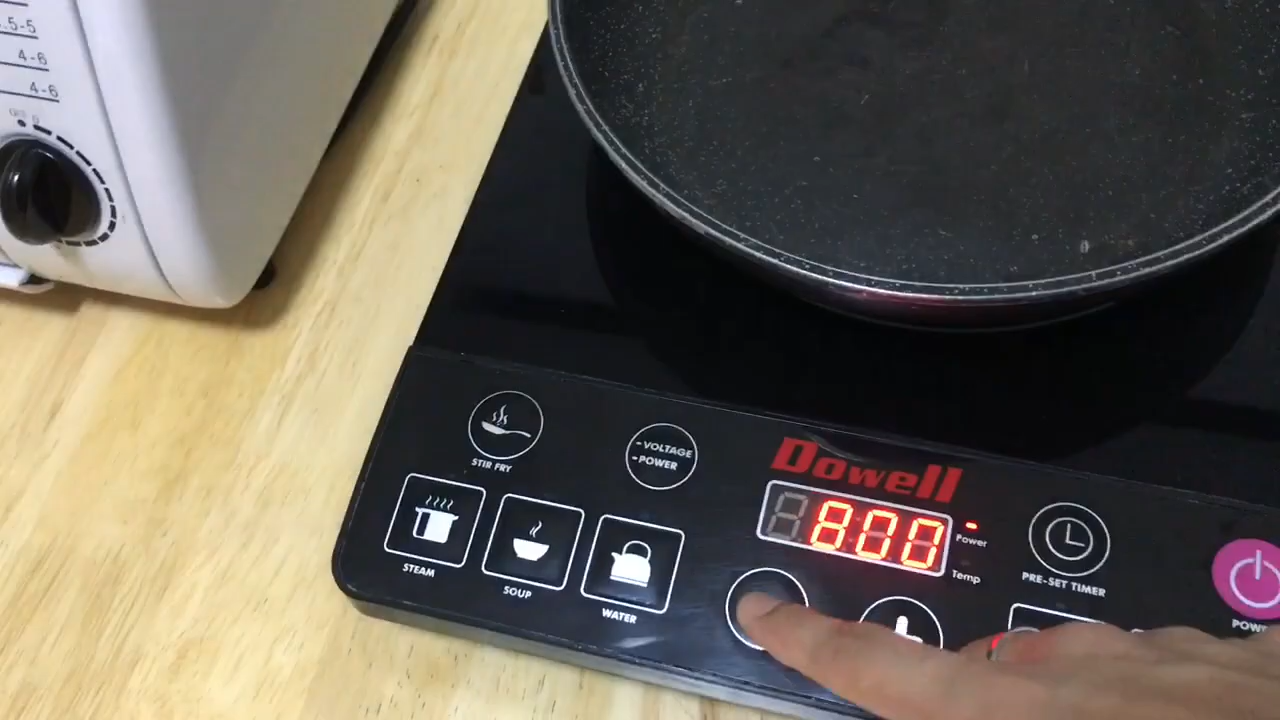 .5-5
4-6
4-6
STIR FRY
-VOLTAGE
-POWER
Dowell
800
Power
Temp
PRE-SET TIMER
STEAM
SOUP
WATER